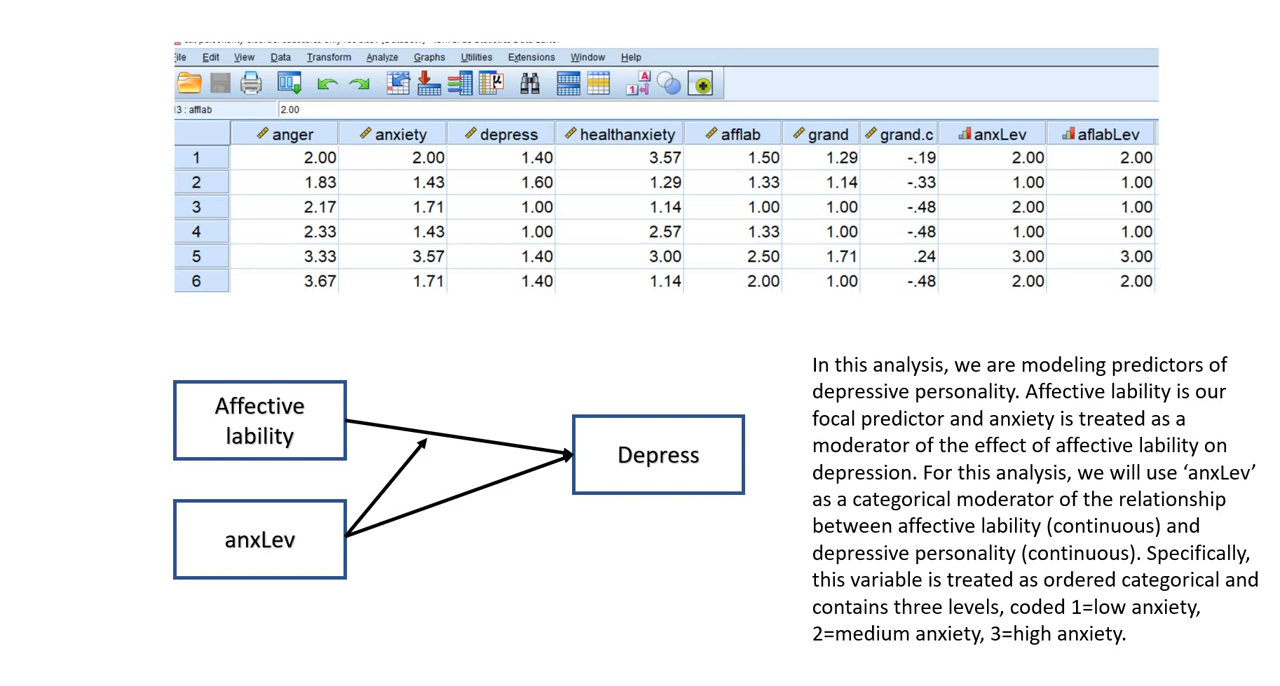 File Edit View Data Transform Analyze Graphs Utilities Extensions Window Help
13 : afflab 2.00
anger anxiety depress healthanxiety afflab grand grand.c anxLev aflabLev
1 2.00 2.00 1.40 3.57 1.50 1.29 -.19 2.00 2.00
2 1.83 1.43 1.60 1.29 1.33 1.14 -.33 1.00 1.00
3 2.17 1.71 1.00 1.14 1.00 1.00 -.48 2.00 1.00
4 2.33 1.43 1.00 2.57 1.33 1.00 -.48 1.00 1.00
5 3.33 3.57 1.40 3.00 2.50 1.71 .24 3.00 3.00
6 3.67 1.71 1.40 1.14 2.00 1.00 -.48 2.00 2.00
Affective
lability
anxLev
Depress
In this analysis, we are modeling predictors of
depressive personality. Affective lability is our
focal predictor and anxiety is treated as a
moderator of the effect of affective lability on
depression. For this analysis, we will use ‘anxLev’
as a categorical moderator of the relationship
between affective lability (continuous) and
depressive personality (continuous). Specifically,
this variable is treated as ordered categorical and
contains three levels, coded 1=low anxiety,
2=medium anxiety, 3=high anxiety.